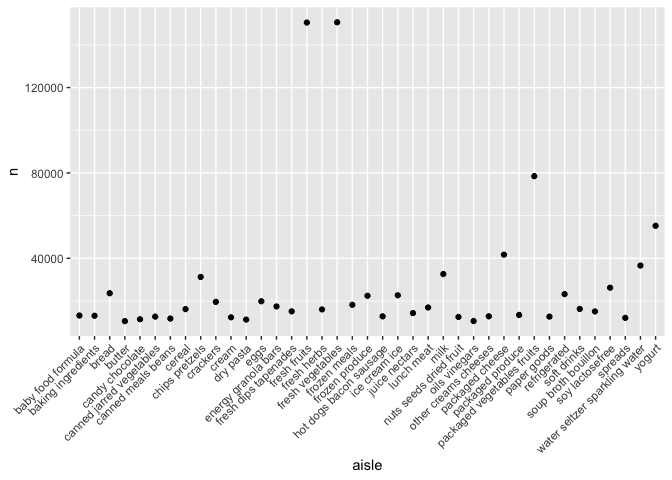 120000
80000
40000
n
baby food formula
baking ingredients
bread
butter
candy chocolate
canned jarred vegetables
canned meals beans
cereal
chips pretzels
crackers
cream
dry pasta
eggs
energy granola bars
fresh dips tapenades
fresh fruits
fresh herbs
fresh vegetables
frozen meals
frozen produce
hot dogs bacon sausage
ice cream ice
juice nectars
lunch meat
milk
nuts seeds dried fruit
oils vinegars
other creams cheeses
packaged cheese
packaged produce
packaged vegetables fruits
paper goods
refrigerated
soft drinks
soup broth bouillon
soy lactosefree
spreads
water seltzer sparkling water
yogurt
aisle